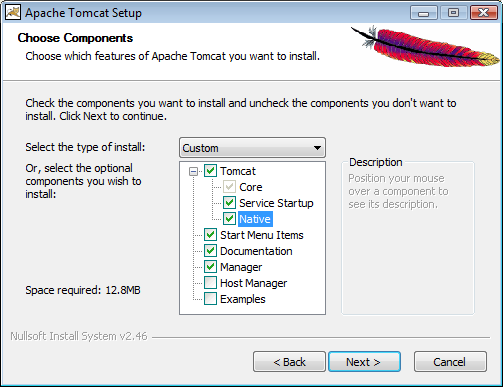 Apache Tomcat Setup
Choose Components
Choose which features of Apache Tomcat you want to install.
Check the components you want to install and uncheck the components you don't want to
install. Click Next to continue.
Select the type of install:
Custom
Or, select the optional
components you wish to
install:
Tomcat
Core
Service Startup
Native
Start Menu Items
Documentation
Manager
Host Manager
Examples
Description
Position your mouse
over a component to
see its description.
Space required: 12.8MB
Nullsoft Install System v2.46
< Back
Next >
Cancel